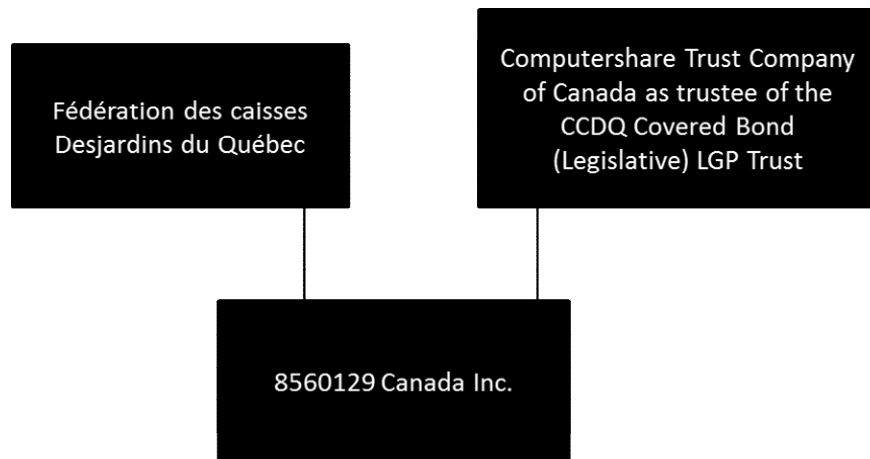 Fédération des caisses
Desjardins du Québec
Computershare Trust Company
of Canada as trustee of the
CCDQ Covered Bond
(Legislative) LGP Trust
8560129 Canada Inc.